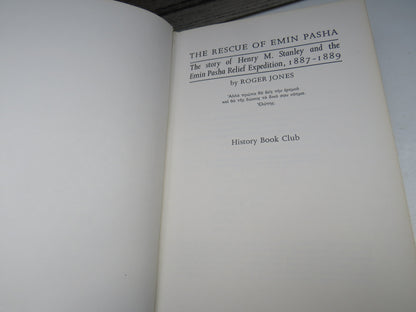 THE RESCUE OF EMIN PASHA
The story of Henry M. Stanley and the
Emin Pasha Relief Expedition, 1887-1889
by ROGER JONES
History Book Club